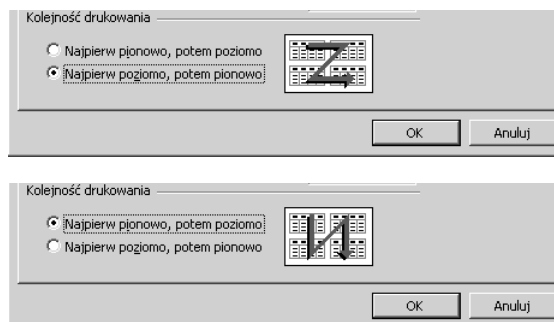 Kolejność drukowania
Najpierw pionowo, potem poziomo
Najpierw poziomo, potem pionowo
OK Anuluj
Kolejność drukowania
Najpierw pionowo, potem poziomo
Najpierw poziomo, potem pionowo
OK Anuluj